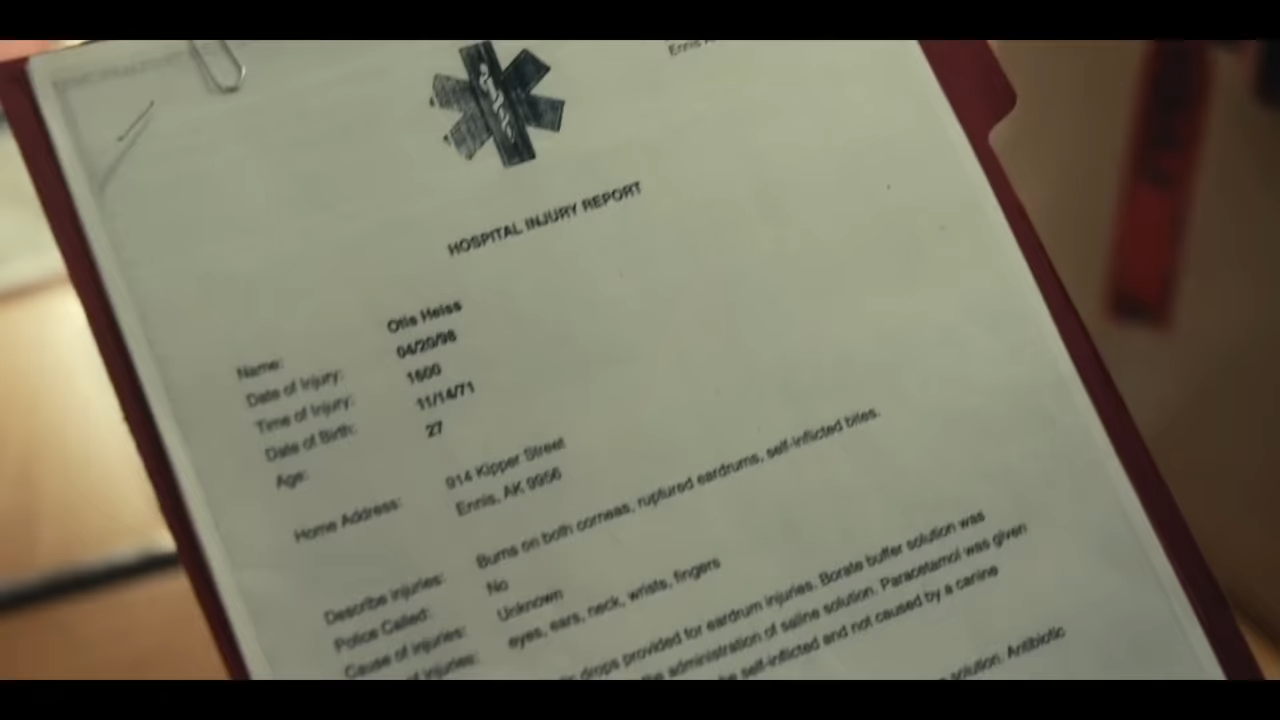 Ennis
HOSPITAL INJURY REPORT
Name: Otis Heiss
Date of Injury: 04/20/98
Time of Injury: 1600
Date of Birth: 11/14/71
Age: 27
Home Address: 914 Kipper Street
Ennis, AK 9956
Describe Injuries: Burns on both corneas, ruptured eardrums, self-inflicted bites.
Police Called: No
Cause of Injuries: Unknown
of Injuries: eyes, ears, neck, wrists, fingers
drops provided for eardrum injuries. Borate buffer solution was
administration of saline solution. Paracetamol was given
self-inflicted and not caused by a canine
solution. Antibiotic